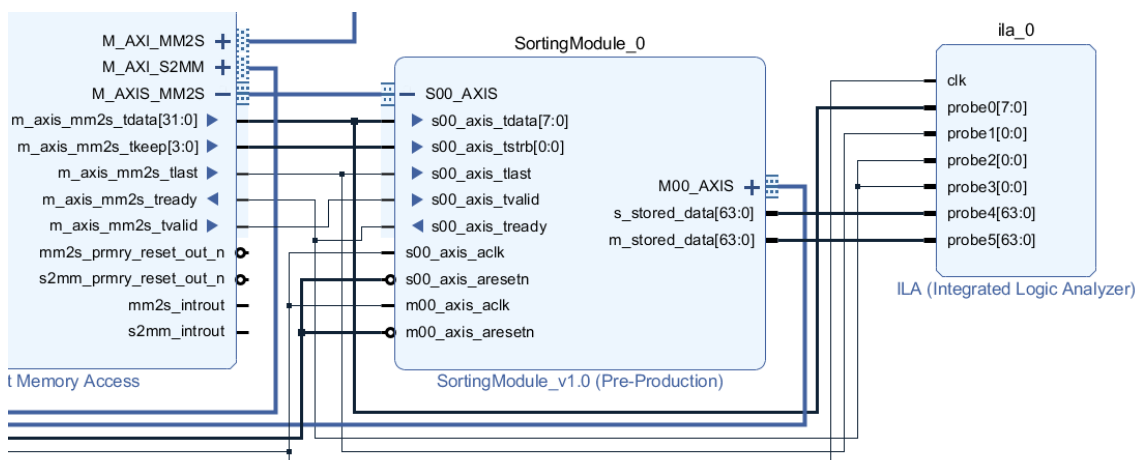 M_AXI_MM2S
M_AXI_S2MM
M_AXIS_MM2S
m_axis_mm2s_tdata[31:0]
m_axis_mm2s_tkeep[3:0]
m_axis_mm2s_tlast
m_axis_mm2s_tready
m_axis_mm2s_tvalid
mm2s_prmry_reset_out_n
s2mm_prmry_reset_out_n
mm2s_introut
s2mm_introut
t Memory Access
SortingModule_0
S00_AXIS
s00_axis_tdata[7:0]
s00_axis_tstrb[0:0]
s00_axis_tlast
s00_axis_tvalid
s00_axis_tready
s00_axis_aclk
s00_axis_aresetn
m00_axis_aclk
m00_axis_aresetn
M00_AXIS
s_stored_data[63:0]
m_stored_data[63:0]
SortingModule_v1.0 (Pre-Production)
ila_0
clk
probe0[7:0]
probe1[0:0]
probe2[0:0]
probe3[0:0]
probe4[63:0]
probe5[63:0]
ILA (Integrated Logic Analyzer)